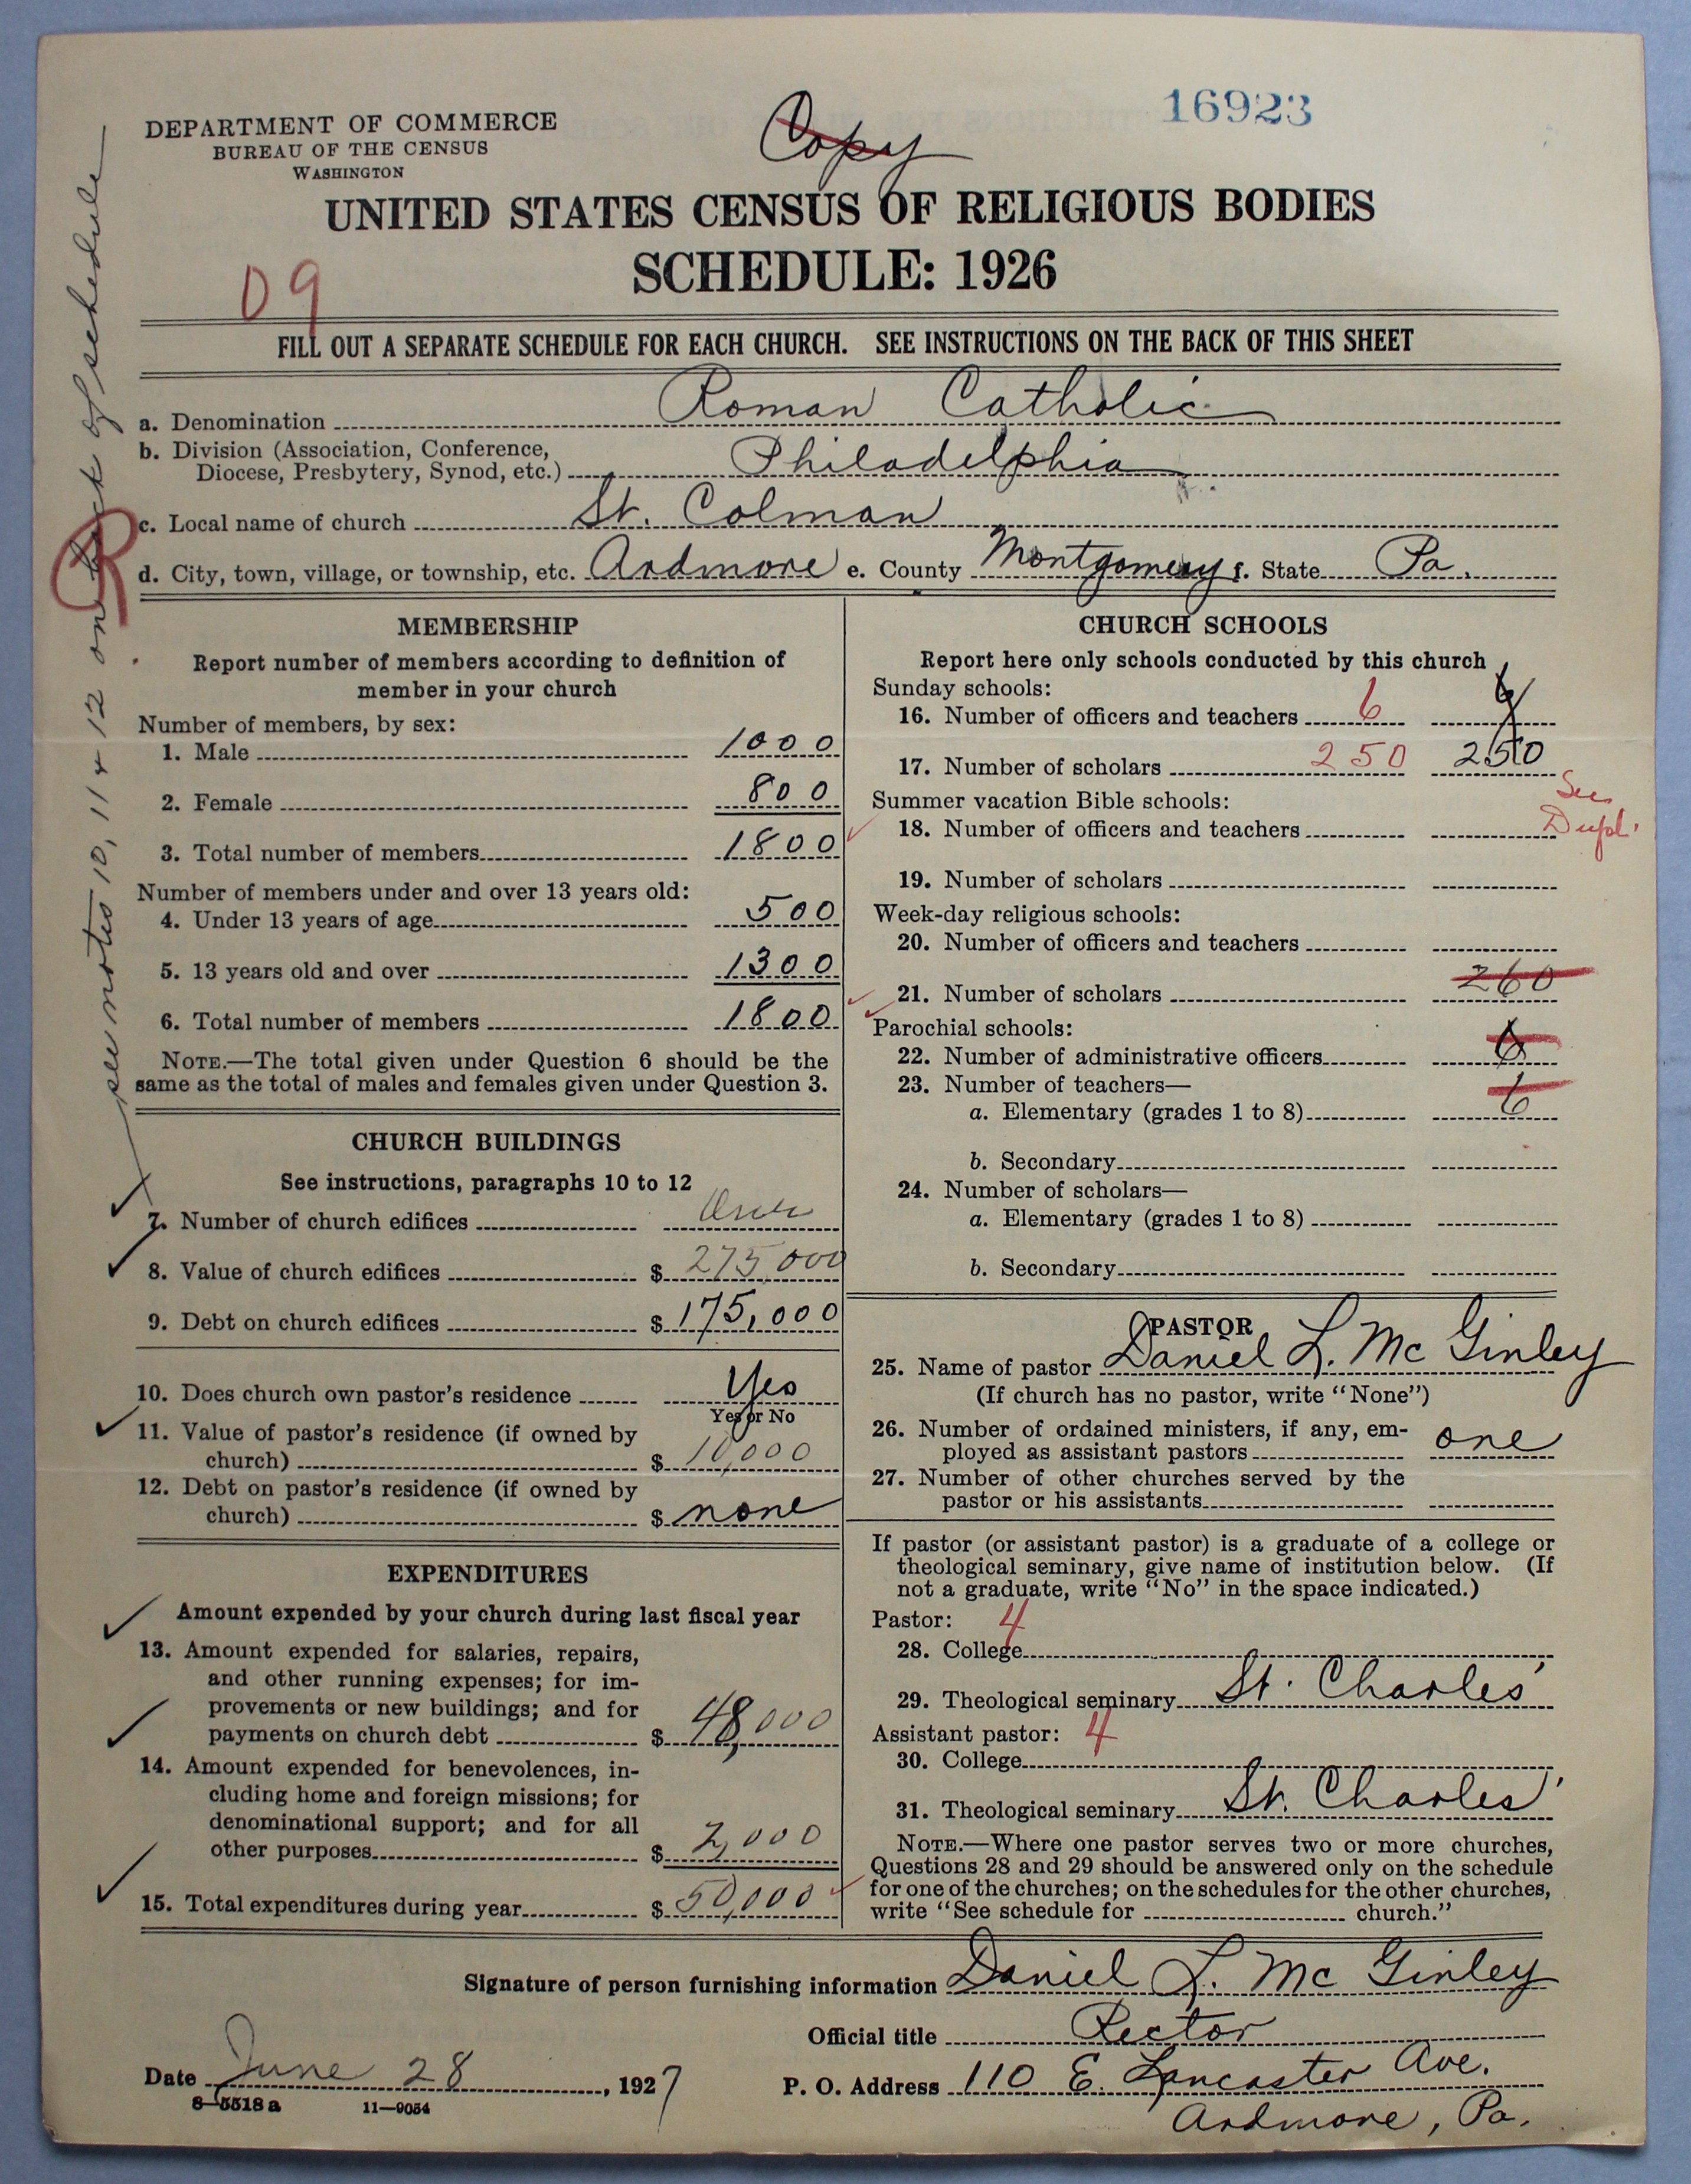 16923
DEPARTMENT OF COMMERCE
BUREAU OF THE CENSUS
WASHINGTON
Copy
UNITED STATES CENSUS OF RELIGIOUS BODIES
SCHEDULE: 1926
09
FILL OUT A SEPARATE SCHEDULE FOR EACH CHURCH. SEE INSTRUCTIONS ON THE BACK OF THIS SHEET
a. Denomination Roman Catholic
b. Division (Association, Conference,
Diocese, Presbytery, Synod, etc.) Philadelphia
c. Local name of church St. Colman
d. City, town, village, or township, etc. Ardmore e. County Montgomery f. State Pa.
R
see notes 10, 11 + 12 on back of schedule
MEMBERSHIP
Report number of members according to definition of
member in your church
Number of members, by sex:
1. Male 1000
2. Female 800
3. Total number of members 1800
Number of members under and over 13 years old:
4. Under 13 years of age 500
5. 13 years old and over 1300
6. Total number of members 1800
NOTE.—The total given under Question 6 should be the
same as the total of males and females given under Question 3.
CHURCH BUILDINGS
See instructions, paragraphs 10 to 12
7. Number of church edifices One
8. Value of church edifices $ 275,000
9. Debt on church edifices $ 175,000
10. Does church own pastor's residence Yes
Yes or No
11. Value of pastor's residence (if owned by
church) $ 10,000
12. Debt on pastor's residence (if owned by
church) $ none
EXPENDITURES
Amount expended by your church during last fiscal year
13. Amount expended for salaries, repairs,
and other running expenses; for im-
provements or new buildings; and for
payments on church debt $ 48,000
14. Amount expended for benevolences, in-
cluding home and foreign missions; for
denominational support; and for all
other purposes $ 2,000
15. Total expenditures during year $ 50,000
CHURCH SCHOOLS
Report here only schools conducted by this church
Sunday schools:
16. Number of officers and teachers 6 6
17. Number of scholars 250 250
See
Dupl.
Summer vacation Bible schools:
18. Number of officers and teachers
19. Number of scholars
Week-day religious schools:
20. Number of officers and teachers
21. Number of scholars 260
Parochial schools:
22. Number of administrative officers 6
23. Number of teachers—
a. Elementary (grades 1 to 8) 6
b. Secondary
24. Number of scholars—
a. Elementary (grades 1 to 8)
b. Secondary
PASTOR
25. Name of pastor Daniel L. Mc Ginley
(If church has no pastor, write "None")
26. Number of ordained ministers, if any, em-
ployed as assistant pastors one
27. Number of other churches served by the
pastor or his assistants
If pastor (or assistant pastor) is a graduate of a college or
theological seminary, give name of institution below. (If
not a graduate, write "No" in the space indicated.)
Pastor: 4
28. College
29. Theological seminary St. Charles'
Assistant pastor: 4
30. College
31. Theological seminary St. Charles'
NOTE.—Where one pastor serves two or more churches,
Questions 28 and 29 should be answered only on the schedule
for one of the churches; on the schedules for the other churches,
write "See schedule for church."
Signature of person furnishing information Daniel L. Mc Ginley
Official title Rector
Date June 28, 1927
P. O. Address 110 E. Lancaster Ave.
Ardmore, Pa.
8—5518 a 11—9054